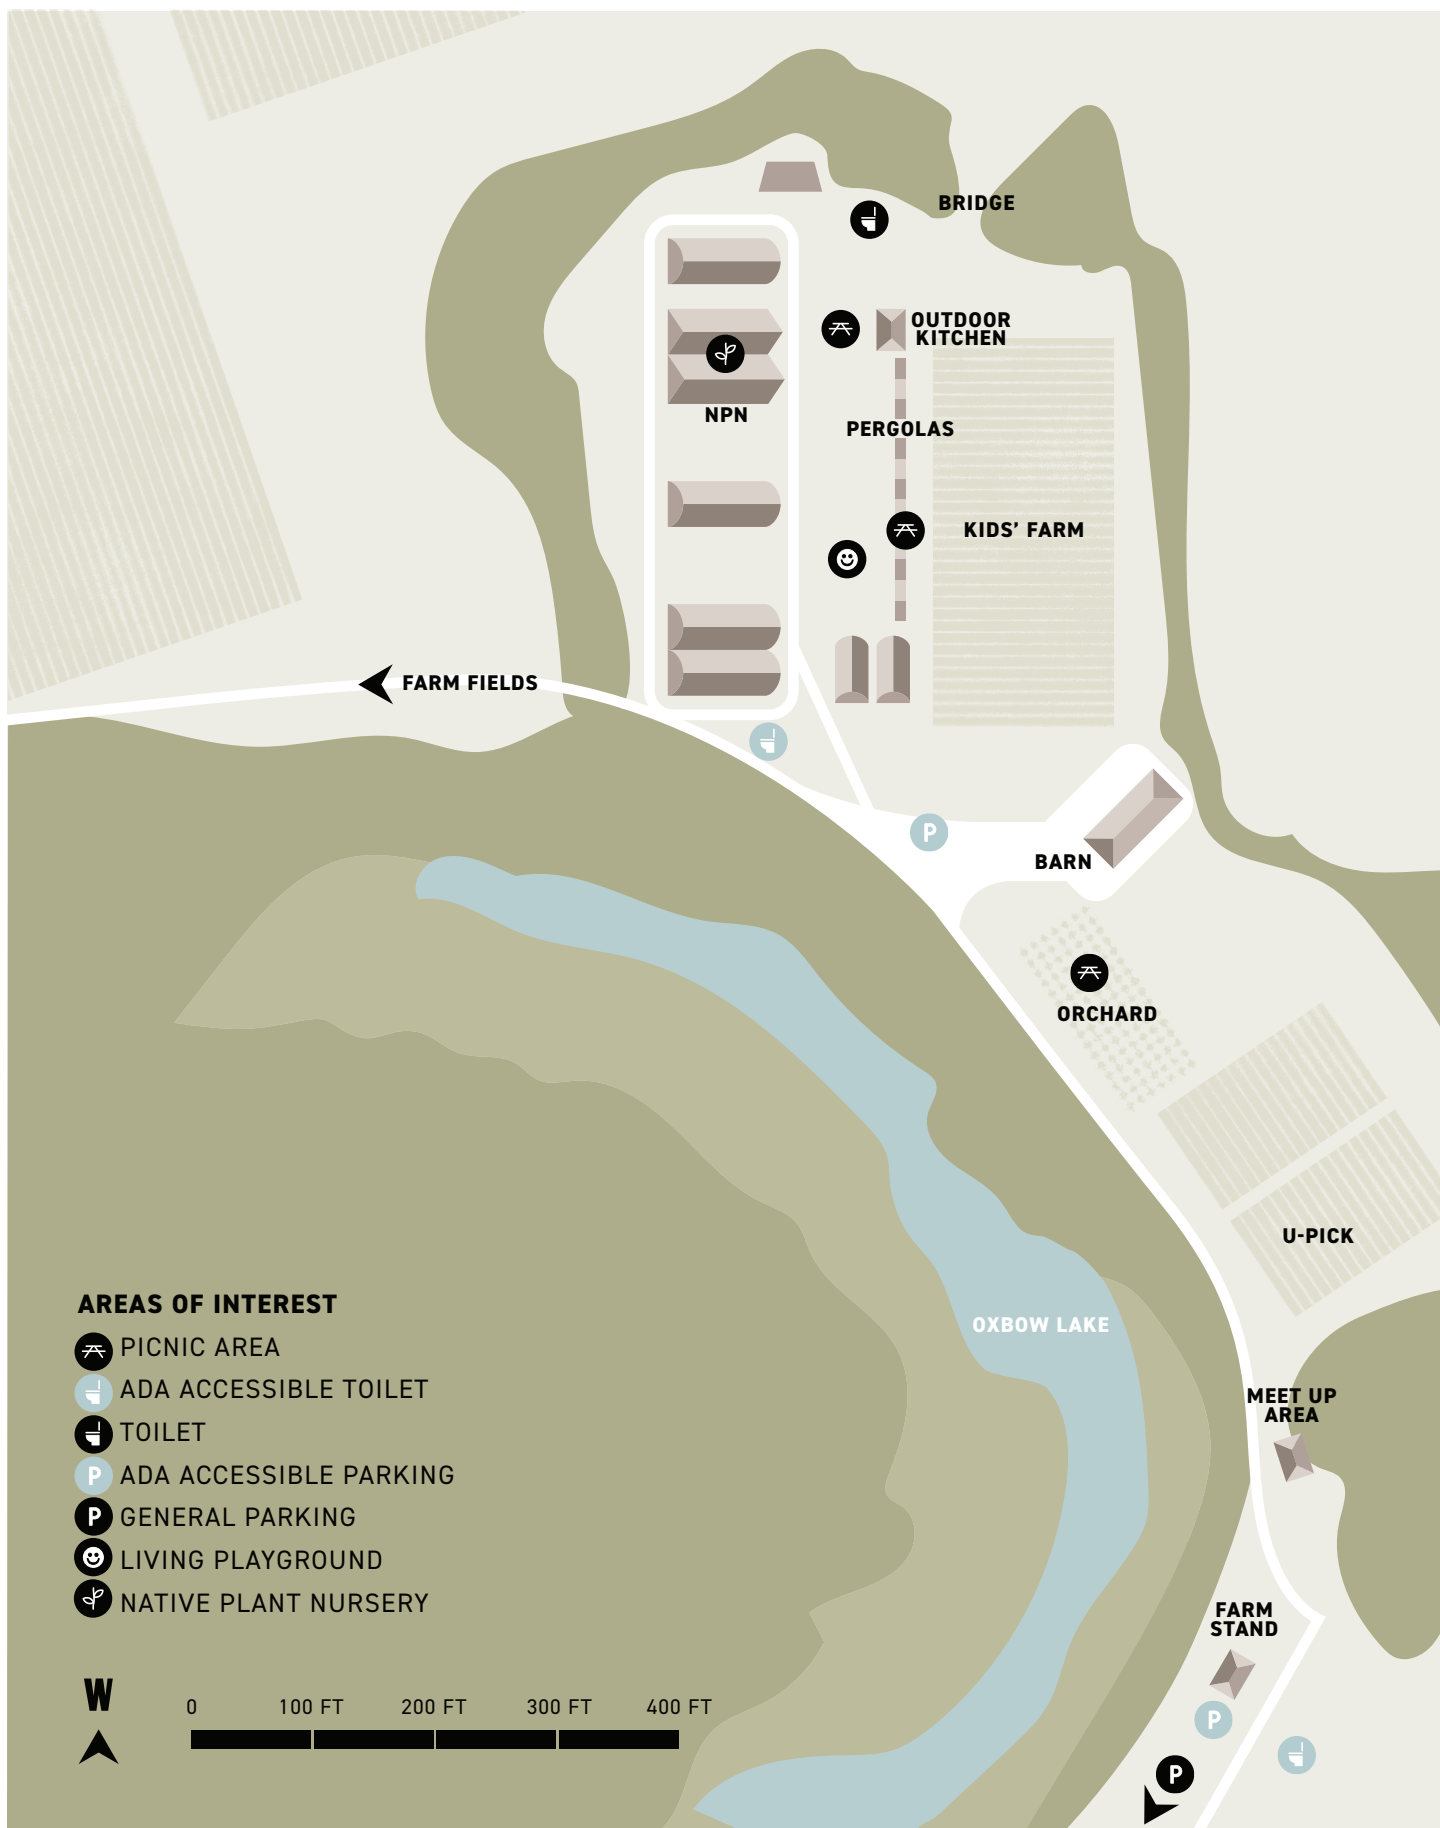 BRIDGE
OUTDOOR
KITCHEN
NPN
PERGOLAS
KIDS’ FARM
FARM FIELDS
P
BARN
ORCHARD
U-PICK
OXBOW LAKE
MEET UP
AREA
FARM
STAND
P
P
AREAS OF INTEREST
PICNIC AREA
ADA ACCESSIBLE TOILET
TOILET
P ADA ACCESSIBLE PARKING
P GENERAL PARKING
LIVING PLAYGROUND
NATIVE PLANT NURSERY
W
0 100 FT 200 FT 300 FT 400 FT